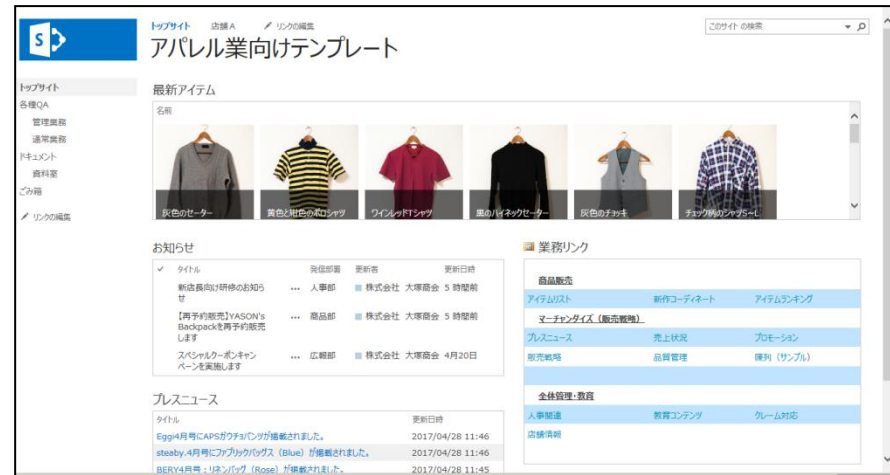 S
トップサイト 店舗 A リンクの編集
アパレル業向けテンプレート
このサイト の検索
トップサイト
各種QA
管理業務
通常業務
ドキュメント
資料室
ごみ箱
リンクの編集
最新アイテム
名前
灰色のセーター
黄色と紺色のポロシャツ
ワインレッドTシャツ
黒のハイネックセーター
灰色のチョッキ
チェック柄のシャツS~L
お知らせ
タイトル 発信部署 更新者 更新日時
新店長向け研修のお知ら
せ
... 人事部 株式会社 大塚商会 5 時間前
【再予約販売】YASON's
Backpackを再予約販売
します
... 商品部 株式会社 大塚商会 5 時間前
スペシャルクーポンキャン
ペーンを実施します
... 広報部 株式会社 大塚商会 4月20日
プレスニュース
タイトル 更新日時
Eggi4月号にAPSガウチョパンツが掲載されました。 2017/04/28 11:46
steaby.4月号にファブリックバッグス（Blue）が掲載されました。 2017/04/28 11:46
BERY4月号：リネンバッグ（Rose）が掲載されました。 2017/04/28 11:45
業務リンク
商品販売
アイテムリスト 新作コーディネート アイテムランキング
マーチャンダイズ（販売戦略）
プレスニュース 売上状況 プロモーション
販売戦略 品質管理 陳列（サンプル）
全体管理・教育
人事関連 教育コンテンツ クレーム対応
店舗情報